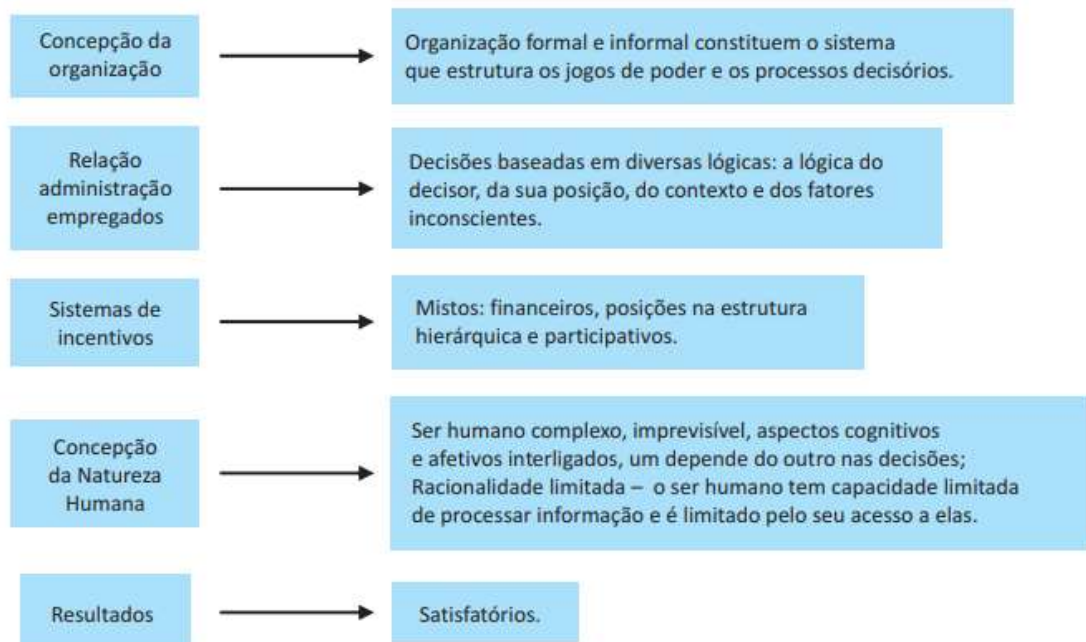 Concepção da
organização
Organização formal e informal constituem o sistema
que estrutura os jogos de poder e os processos decisórios.
Relação
administração
empregados
Decisões baseadas em diversas lógicas: a lógica do
decisor, da sua posição, do contexto e dos fatores
inconscientes.
Sistemas de
incentivos
Mistos: financeiros, posições na estrutura
hierárquica e participativos.
Concepção
da Natureza
Humana
Ser humano complexo, imprevisível, aspectos cognitivos
e afetivos interligados, um depende do outro nas decisões;
Racionalidade limitada – o ser humano tem capacidade limitada
de processar informação e é limitado pelo seu acesso a elas.
Resultados
Satisfatórios.